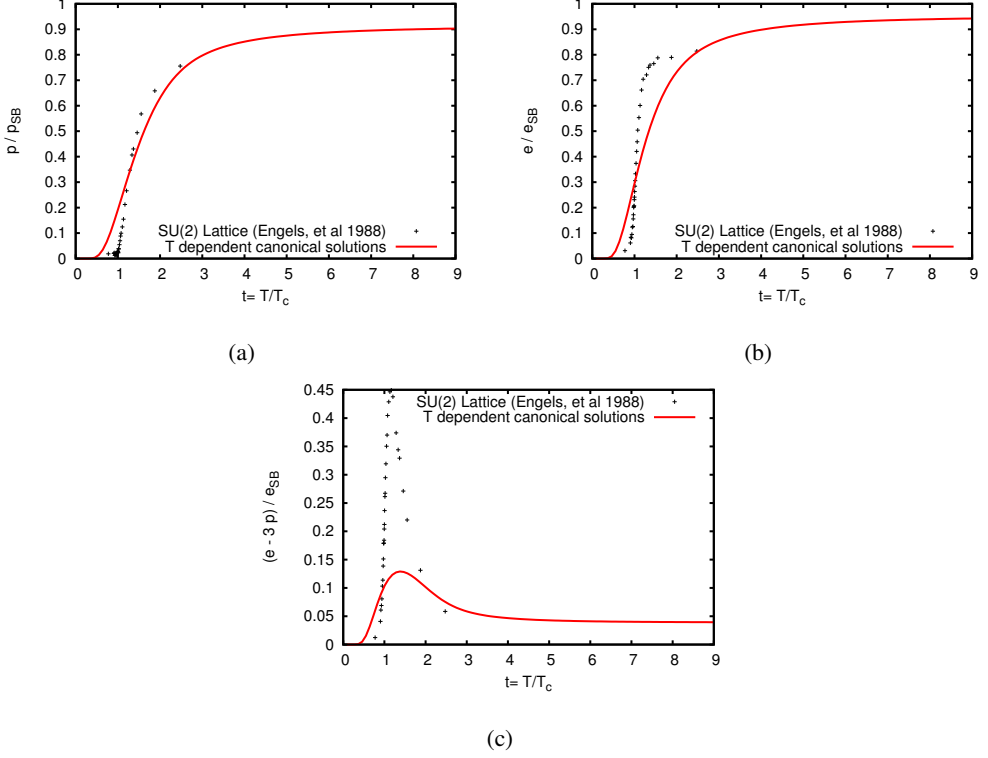 1
0.9
0.8
0.7
0.6
0.5
0.4
0.3
0.2
0.1
0
p / p_SB
SU(2) Lattice (Engels, et al 1988)
T dependent canonical solutions
0 1 2 3 4 5 6 7 8 9
t= T/T_c
(a)
1
0.9
0.8
0.7
0.6
0.5
0.4
0.3
0.2
0.1
0
e / e_SB
SU(2) Lattice (Engels, et al 1988)
T dependent canonical solutions
0 1 2 3 4 5 6 7 8 9
t= T/T_c
(b)
0.45
0.4
0.35
0.3
0.25
0.2
0.15
0.1
0.05
0
(e - 3 p) / e_SB
SU(2) Lattice (Engels, et al 1988)
T dependent canonical solutions
0 1 2 3 4 5 6 7 8 9
t= T/T_c
(c)